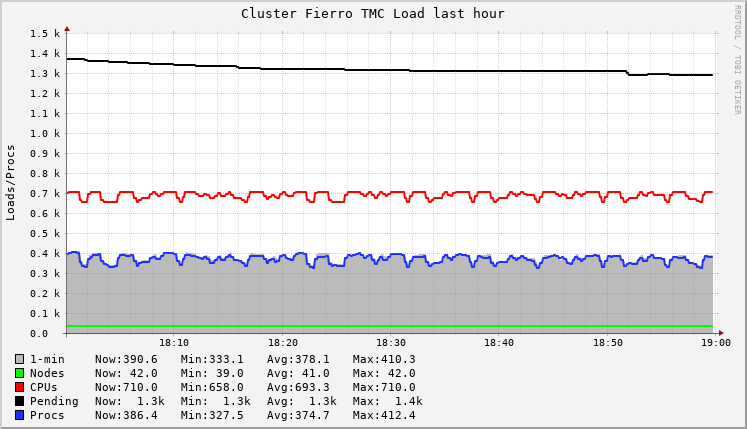 Cluster Fierro TMC Load last hour
RRDTOOL / TOBI OETIKER
Loads/Procs
1.5 k
1.4 k
1.3 k
1.2 k
1.1 k
1.0 k
0.9 k
0.8 k
0.7 k
0.6 k
0.5 k
0.4 k
0.3 k
0.2 k
0.1 k
0.0
18:10 18:20 18:30 18:40 18:50 19:00
1-min Now:390.6 Min:333.1 Avg:378.1 Max:410.3
Nodes Now: 42.0 Min: 39.0 Avg: 41.0 Max: 42.0
CPUs Now:710.0 Min:658.0 Avg:693.3 Max:710.0
Pending Now: 1.3k Min: 1.3k Avg: 1.3k Max: 1.4k
Procs Now:386.4 Min:327.5 Avg:374.7 Max:412.4